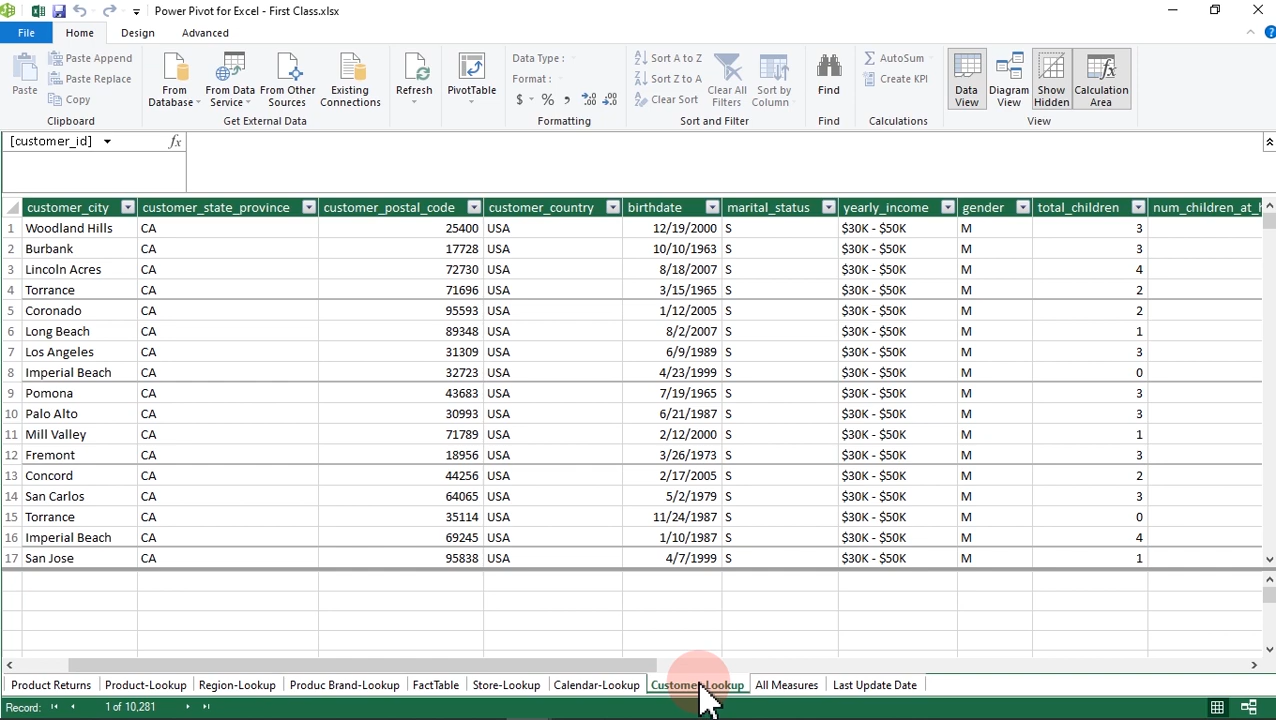 Power Pivot for Excel - First Class.xlsx
File Home Design Advanced
Paste Paste Append Paste Replace Copy Clipboard
From Database From Data Service From Other Sources Existing Connections Get External Data
Refresh PivotTable
Data Type : Format : $ % , Formatting
Sort A to Z Sort Z to A Clear Sort Clear All Filters Sort by Column Sort and Filter
Find Find
AutoSum Create KPI Calculations
Data View Diagram View Show Hidden Calculation Area View
[customer_id] fx
customer_city customer_state_province customer_postal_code customer_country birthdate marital_status yearly_income gender total_children num_children_at_h
1 Woodland Hills CA 25400 USA 12/19/2000 S $30K - $50K M 3
2 Burbank CA 17728 USA 10/10/1963 S $30K - $50K M 3
3 Lincoln Acres CA 72730 USA 8/18/2007 S $30K - $50K M 4
4 Torrance CA 71696 USA 3/15/1965 S $30K - $50K M 2
5 Coronado CA 95593 USA 1/12/2005 S $30K - $50K M 2
6 Long Beach CA 89348 USA 8/2/2007 S $30K - $50K M 1
7 Los Angeles CA 31309 USA 6/9/1989 S $30K - $50K M 3
8 Imperial Beach CA 32723 USA 4/23/1999 S $30K - $50K M 0
9 Pomona CA 43683 USA 7/19/1965 S $30K - $50K M 3
10 Palo Alto CA 30993 USA 6/21/1987 S $30K - $50K M 3
11 Mill Valley CA 71789 USA 2/12/2000 S $30K - $50K M 1
12 Fremont CA 18956 USA 3/26/1973 S $30K - $50K M 3
13 Concord CA 44256 USA 2/17/2005 S $30K - $50K M 2
14 San Carlos CA 64065 USA 5/2/1979 S $30K - $50K M 3
15 Torrance CA 35114 USA 11/24/1987 S $30K - $50K M 0
16 Imperial Beach CA 69245 USA 1/10/1987 S $30K - $50K M 4
17 San Jose CA 95838 USA 4/7/1999 S $30K - $50K M 1
Product Returns Product-Lookup Region-Lookup Produc Brand-Lookup FactTable Store-Lookup Calendar-Lookup Customer-Lookup All Measures Last Update Date
Record: 1 of 10,281